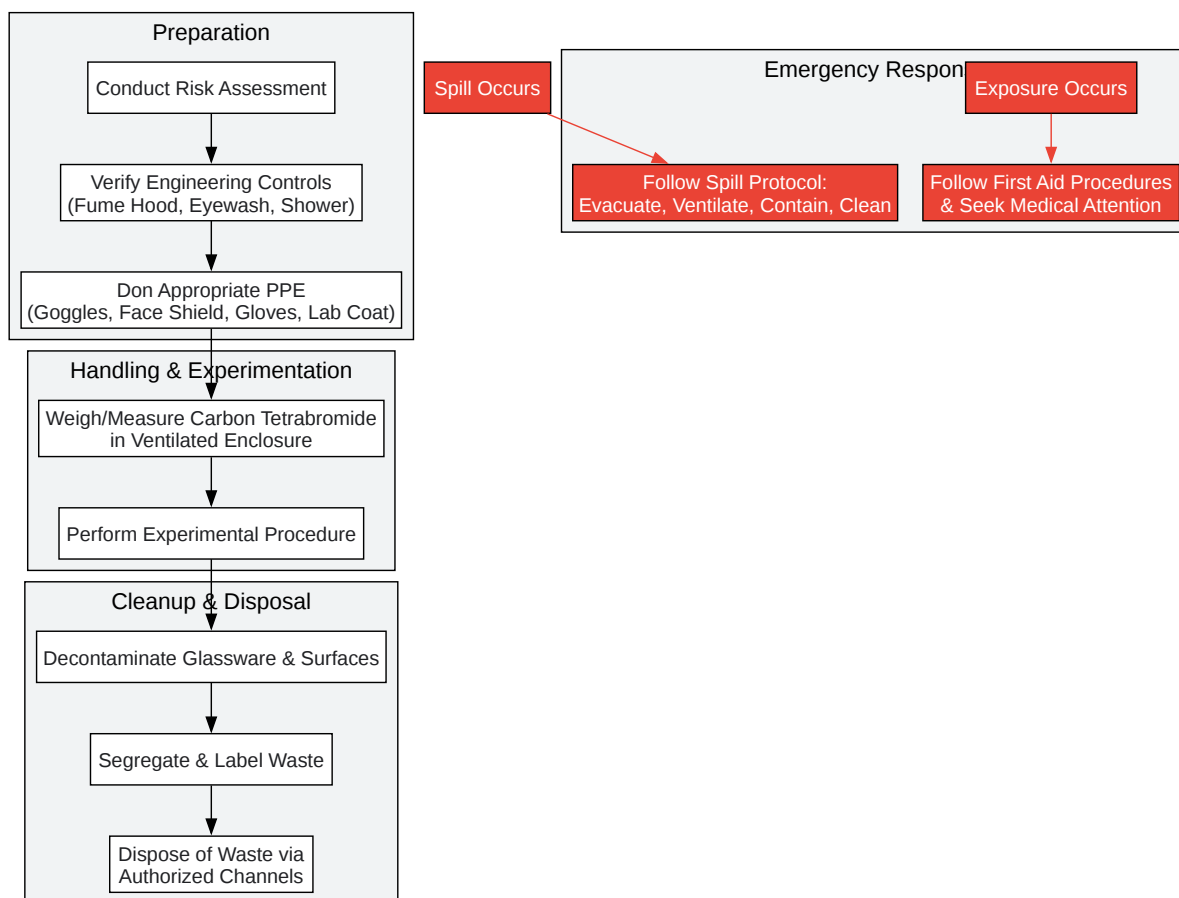 Preparation
Conduct Risk Assessment
Verify Engineering Controls
(Fume Hood, Eyewash, Shower)
Don Appropriate PPE
(Goggles, Face Shield, Gloves, Lab Coat)
Handling & Experimentation
Weigh/Measure Carbon Tetrabromide
in Ventilated Enclosure
Perform Experimental Procedure
Cleanup & Disposal
Decontaminate Glassware & Surfaces
Segregate & Label Waste
Dispose of Waste via
Authorized Channels
Spill Occurs
Emergency Respon
Exposure Occurs
Follow Spill Protocol:
Evacuate, Ventilate, Contain, Clean
Follow First Aid Procedures
& Seek Medical Attention